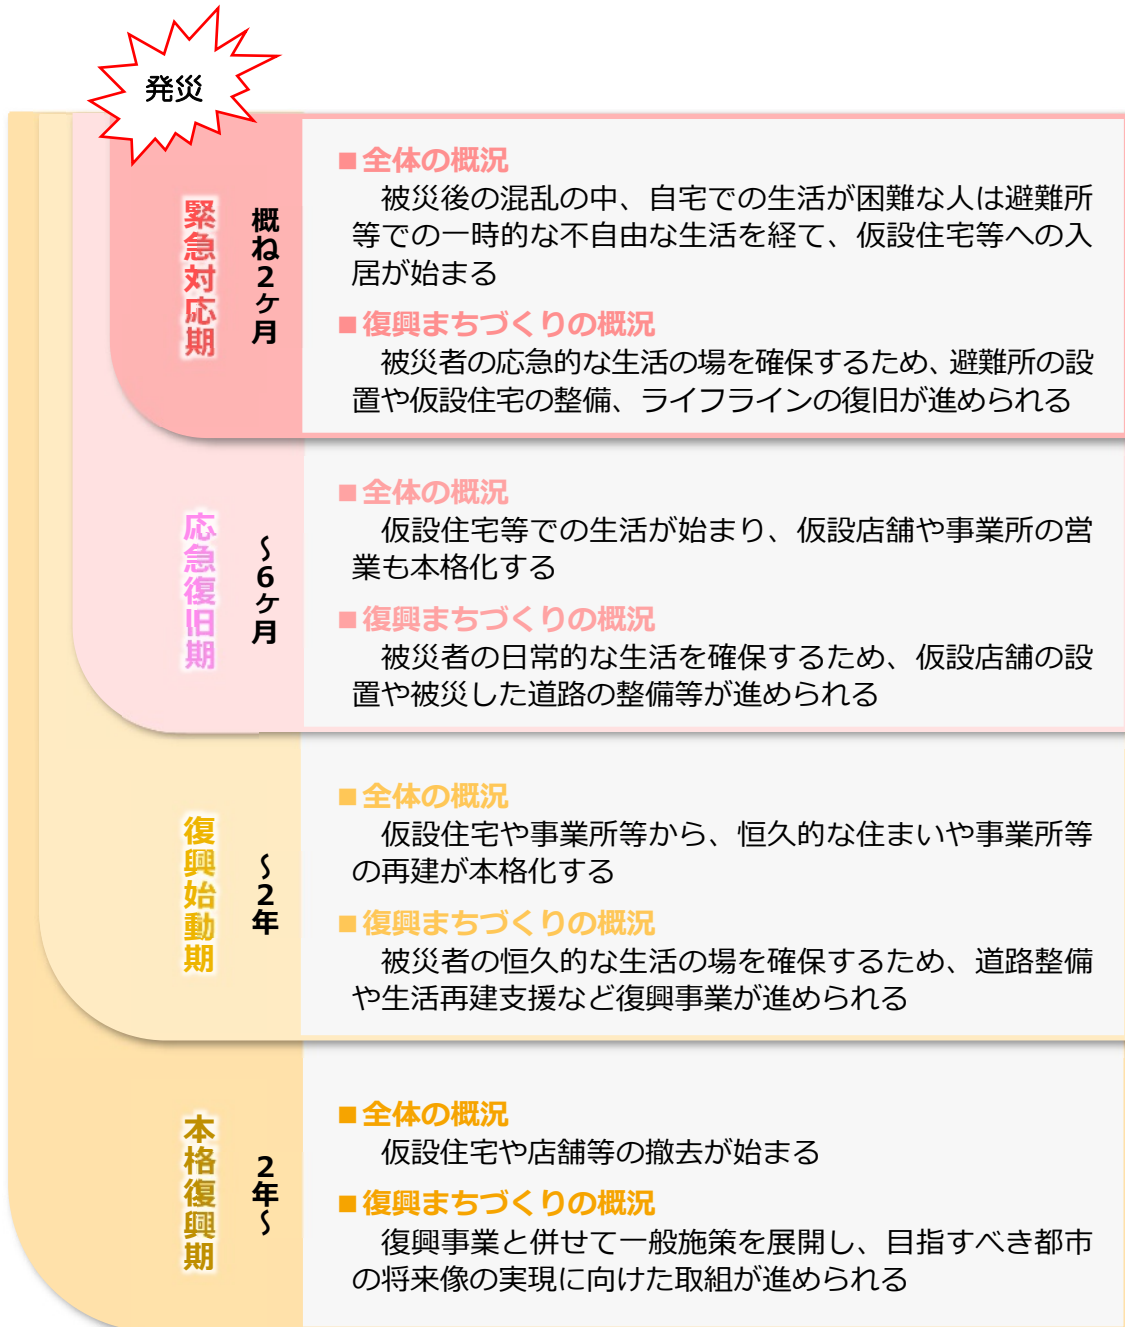 発災
緊急対応期
概ね2ケ月
■全体の概況
被災後の混乱の中、自宅での生活が困難な人は避難所
等での一時的な不自由な生活を経て、仮設住宅等への入
居が始まる
■復興まちづくりの概況
被災者の応急的な生活の場を確保するため、避難所の設
置や仮設住宅の整備、ライフラインの復旧が進められる
応急復旧期
～6ケ月
■全体の概況
仮設住宅等での生活が始まり、仮設店舗や事業所の営
業も本格化する
■復興まちづくりの概況
被災者の日常的な生活を確保するため、仮設店舗の設
置や被災した道路の整備等が進められる
復興始動期
～2年
■全体の概況
仮設住宅や事業所等から、恒久的な住まいや事業所等
の再建が本格化する
■復興まちづくりの概況
被災者の恒久的な生活の場を確保するため、道路整備
や生活再建支援など復興事業が進められる
本格復興期
2年～
■全体の概況
仮設住宅や店舗等の撤去が始まる
■復興まちづくりの概況
復興事業と併せて一般施策を展開し、目指すべき都市
の将来像の実現に向けた取組が進められる